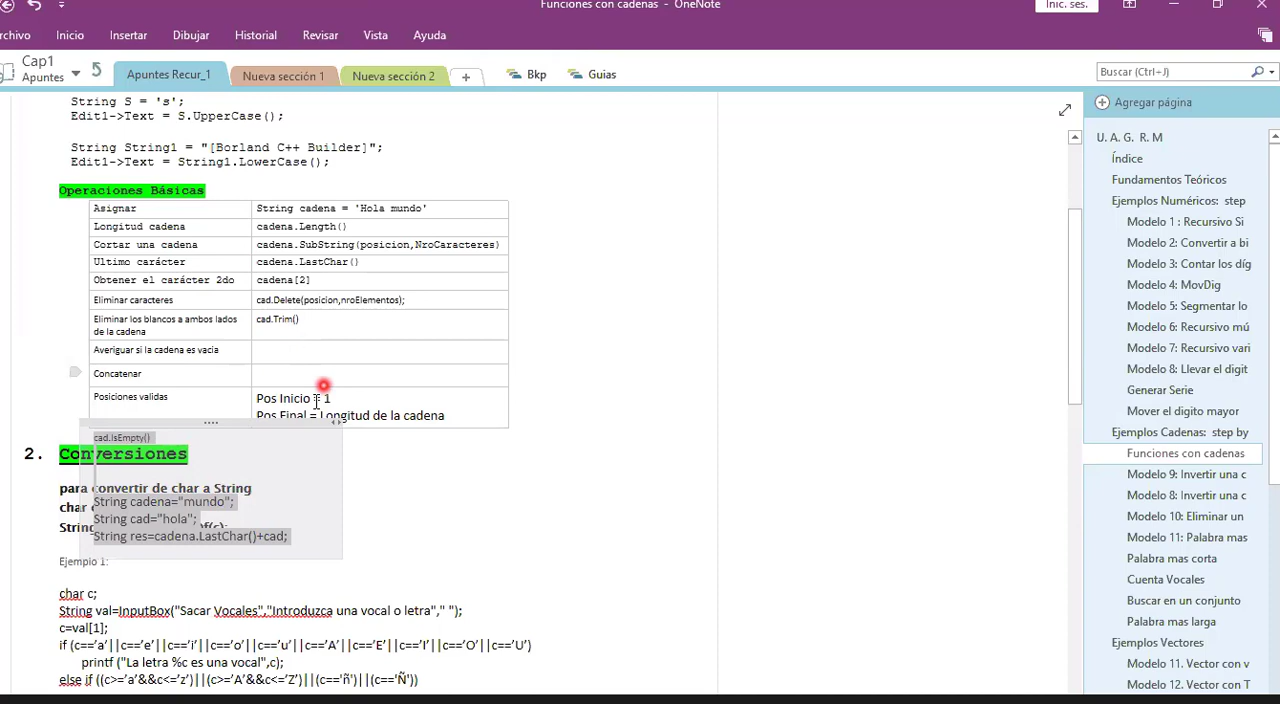 Funciones con cadenas - OneNote
Inic. ses.
rchivo Inicio Insertar Dibujar Historial Revisar Vista Ayuda
Cap1
Apuntes
Apuntes Recur_1
Nueva sección 1
Nueva sección 2
+
Bkp
Guias
Buscar (Ctrl+J)
String S = 's';
Edit1->Text = S.UpperCase();
String String1 = "[Borland C++ Builder]";
Edit1->Text = String1.LowerCase();
Operaciones Básicas
Asignar String cadena = 'Hola mundo'
Longitud cadena cadena.Length()
Cortar una cadena cadena.SubString(posicion,NroCaracteres)
Ultimo carácter cadena.LastChar()
Obtener el carácter 2do cadena[2]
Eliminar caracteres cad.Delete(posicion,nroElementos);
Eliminar los blancos a ambos lados de la cadena cad.Trim()
Averiguar si la cadena es vacia
Concatenar
Posiciones validas Pos Inicio = 1
Pos Final = Longitud de la cadena
cad.IsEmpty()
2. Conversiones
para convertir de char a String
char
String cadena="mundo";
String cad="hola";
Strin
String res=cadena.LastChar()+cad;
Ejemplo 1:
char c;
String val=InputBox("Sacar Vocales","Introduzca una vocal o letra"," ");
c=val[1];
if (c=='a'||c=='e'||c=='i'||c=='o'||c=='u'||c=='A'||c=='E'||c=='I'||c=='O'||c=='U')
printf ("La letra %c es una vocal",c);
else if ((c>='a'&&c<='z')||(c>='A'&&c<='Z')||(c=='ñ')||(c=='Ñ'))
Agregar página
U. A. G. R. M
Índice
Fundamentos Teóricos
Ejemplos Numéricos: step
Modelo 1 : Recursivo Si
Modelo 2: Convertir a bi
Modelo 3: Contar los díg
Modelo 4: MovDig
Modelo 5: Segmentar lo
Modelo 6: Recursivo mú
Modelo 7: Recursivo vari
Modelo 8: Llevar el digit
Generar Serie
Mover el digito mayor
Ejemplos Cadenas: step by
Funciones con cadenas
Modelo 9: Invertir una c
Modelo 8: Invertir una c
Modelo 10: Eliminar un
Modelo 11: Palabra mas
Palabra mas corta
Cuenta Vocales
Buscar en un conjunto
Palabra mas larga
Ejemplos Vectores
Modelo 11. Vector con v
Modelo 12. Vector con T